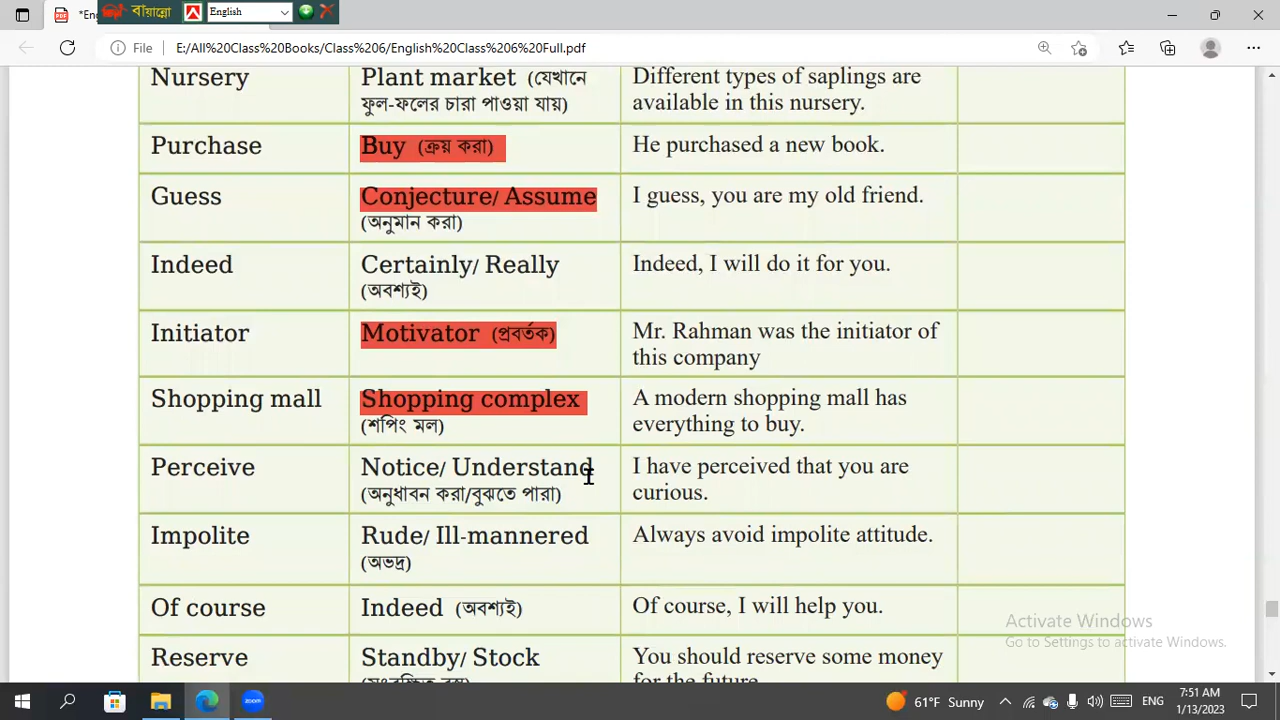 বায়ান্নো English
*En
File E:/All%20Class%20Books/Class%206/English%20Class%206%20Full.pdf
Nursery Plant market (যেখানে Different types of saplings are
ফুল-ফলের চারা পাওয়া যায়) available in this nursery.
Purchase Buy (ক্রয় করা) He purchased a new book.
Guess Conjecture/ Assume I guess, you are my old friend.
(অনুমান করা)
Indeed Certainly/ Really Indeed, I will do it for you.
(অবশ্যই)
Initiator Motivator (প্রবর্তক) Mr. Rahman was the initiator of
this company
Shopping mall Shopping complex A modern shopping mall has
(শপিং মল) everything to buy.
Perceive Notice/ Understand I have perceived that you are
(অনুধাবন করা/বুঝতে পারা) curious.
Impolite Rude/ Ill-mannered Always avoid impolite attitude.
(অভদ্র)
Of course Indeed (অবশ্যই) Of course, I will help you.
Reserve Standby/ Stock You should reserve some money
for the future
Activate Windows
Go to Settings to activate Windows.
zoom 61°F Sunny ENG 7:51 AM
1/13/2023